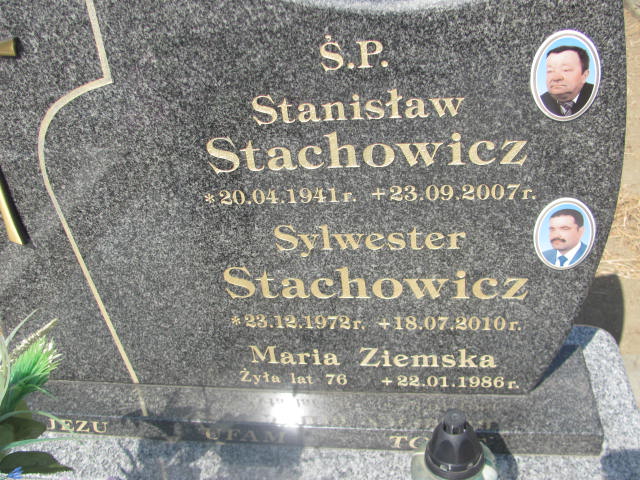 Ś.P.
Stanisław
Stachowicz
*20.04.1941r. +23.09.2007r.
Sylwester
Stachowicz
*23.12.1972r. +18.07.2010r.
Maria Ziemska
Żyła lat 76 +22.01.1986r.
JEZU UFAM